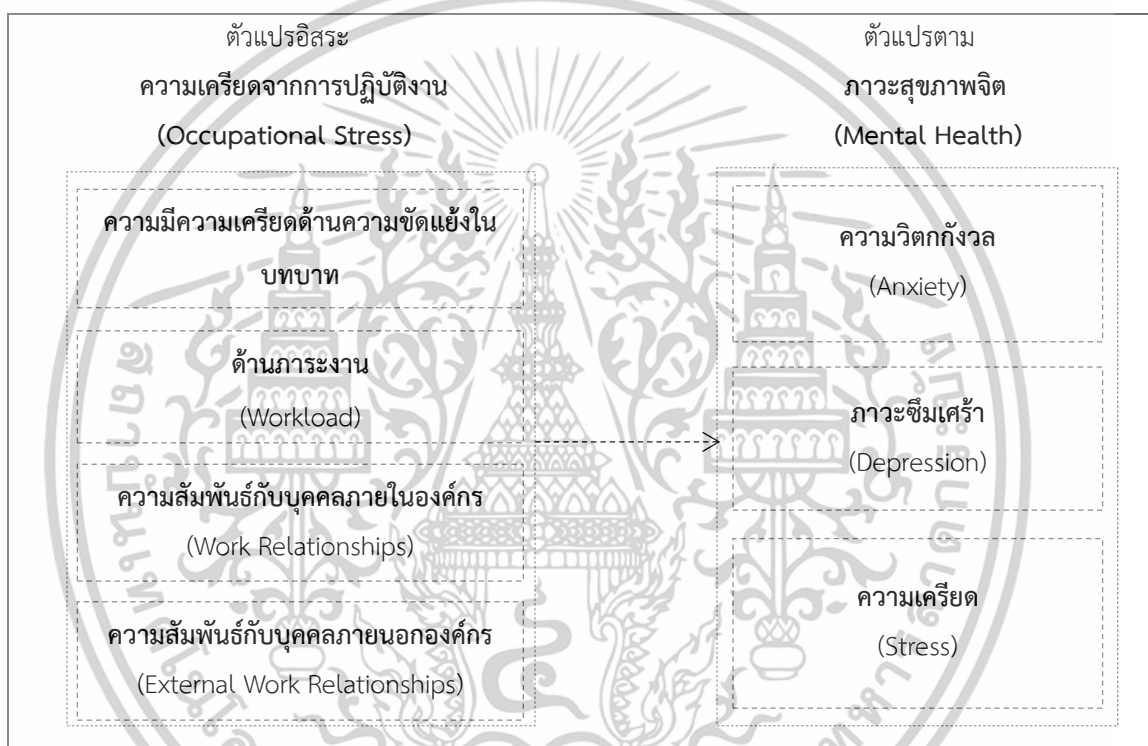 ตัวแปรอิสระ
ความเครียดจากการปฏิบัติงาน
(Occupational Stress)
ความมีความเครียดด้านความขัดแย้งใน
บทบาท
ด้านภาระงาน
(Workload)
ความสัมพันธ์กับบุคคลภายในองค์กร
(Work Relationships)
ความสัมพันธ์กับบุคคลภายนอกองค์กร
(External Work Relationships)
ตัวแปรตาม
ภาวะสุขภาพจิต
(Mental Health)
ความวิตกกังวล
(Anxiety)
ภาวะซึมเศร้า
(Depression)
ความเครียด
(Stress)